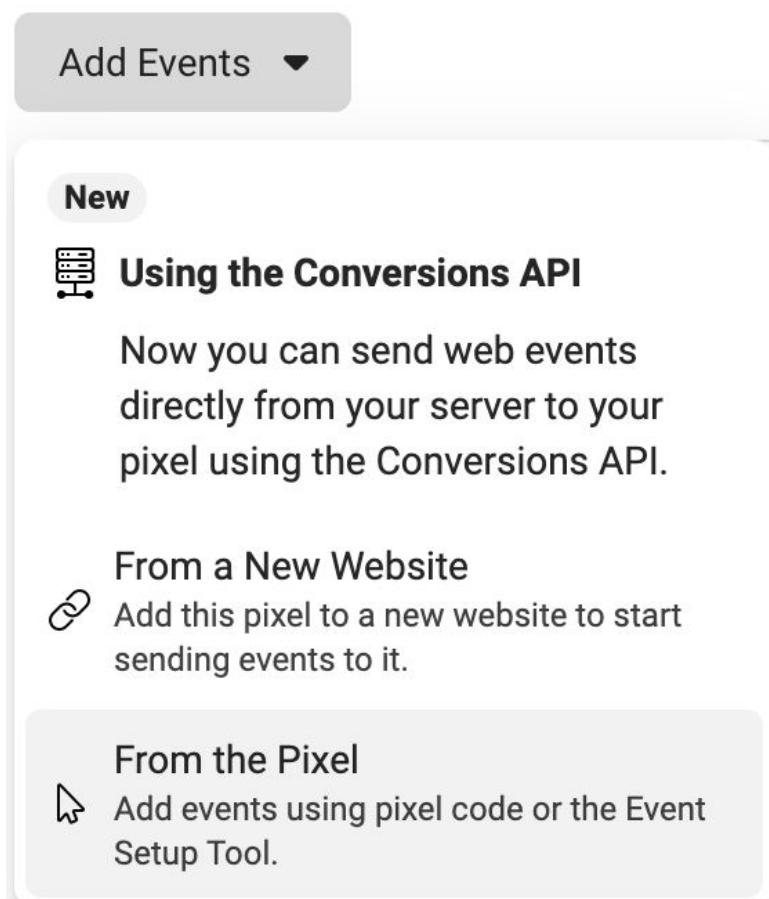 Add Events
New
Using the Conversions API
Now you can send web events
directly from your server to your
pixel using the Conversions API.
From a New Website
Add this pixel to a new website to start
sending events to it.
From the Pixel
Add events using pixel code or the Event
Setup Tool.